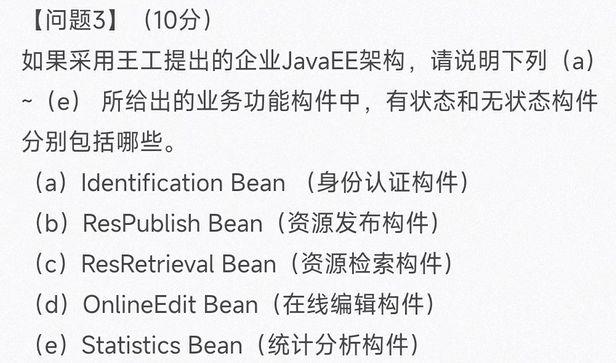 【问题3】（10分）
如果采用王工提出的企业JavaEE架构，请说明下列（a）
~（e） 所给出的业务功能构件中，有状态和无状态构件
分别包括哪些。
（a）Identification Bean （身份认证构件）
（b）ResPublish Bean（资源发布构件）
（c）ResRetrieval Bean（资源检索构件）
（d）OnlineEdit Bean（在线编辑构件）
（e）Statistics Bean（统计分析构件）